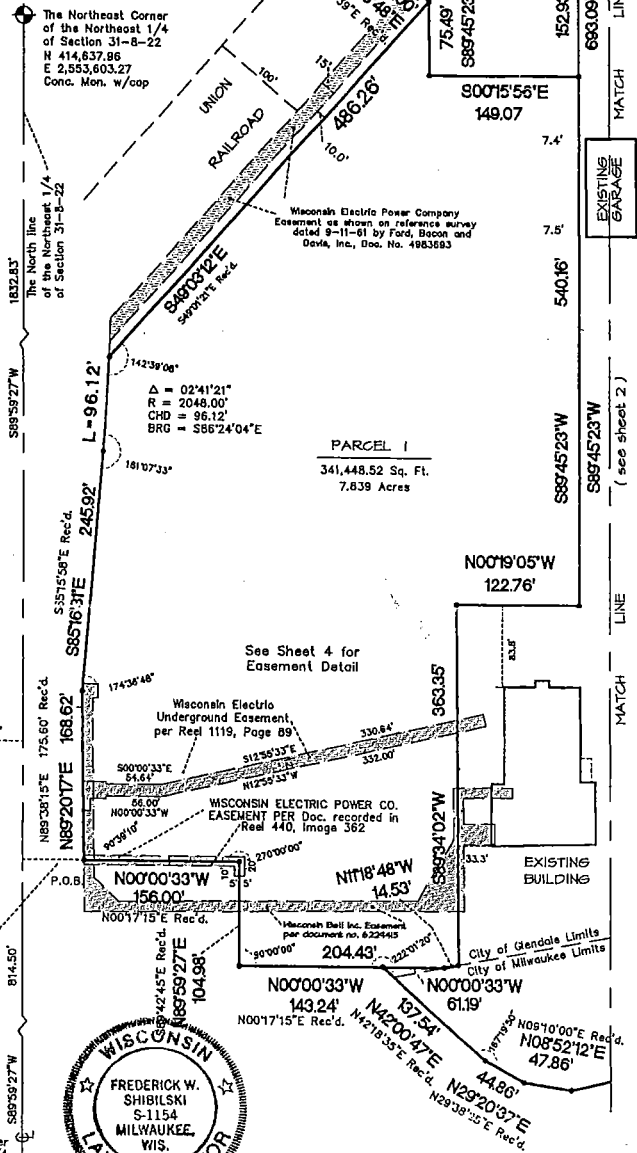 The Northeast Corner
of the Northeast 1/4
of Section 31-8-22
N 414,637.96
E 2,553,603.27
Conc. Mon. w/cap
UNION
RAILROAD
100'
15'
10.0'
486.26'
75.49'
S89°45'23"
152.93
693.09
MATCH LINE
S00°15'56"E
149.07
7.4'
EXISTING
GARAGE
7.5'
Wisconsin Electric Power Company
Easement as shown on reference survey
dated 9-11-61 by Ford, Bacon and
Davis, Inc., Doc. No. 4983693
1832.83'
The North line
of the Northeast 1/4
of Section 31-8-22
S49°03'12"E
S49°01'21"E Rec'd.
540.16'
S89°59'27"W
142°39'08"
L=96.12'
Δ = 02°41'21"
R = 2048.00'
CHD = 96.12'
BRG = S86°24'04"E
181°07'33"
PARCEL 1
341,448.52 Sq. Ft.
7.839 Acres
S89°45'23"W
S89°45'23"W
( see sheet 2 )
245.92'
S85°16'31"E
S85°15'58"E Rec'd.
N00°19'05"W
122.76'
83.8'
MATCH LINE
174°36'48"
See Sheet 4 for
Easement Detail
363.35'
Wisconsin Electric
Underground Easement,
per Reel 1119, Page 89
330.64'
332.00'
S12°55'33"E
N12°55'33"W
S00°00'33"E
54.64'
56.00'
N00°00'33"W
168.62'
N89°20'17"E
175.60' Rec'd.
N89°38'15"E
WISCONSIN ELECTRIC POWER CO.
EASEMENT PER Doc. recorded in
Reel 440, Image 362
90°39'10"
270°00'00"
20'
10'
5' 5'
P.O.B.
N00°00'33"W
156.00'
N00°17'15"E Rec'd.
N11°18'48"W
14.53'
S89°34'02"W
33.3'
EXISTING
BUILDING
Wisconsin Bell Inc. Easement
per document no. 6224415
City of Glendale Limits
City of Milwaukee Limits
90°00'00"
204.43'
222°01'20"
814.50'
S89°42'45"E Rec'd.
N89°59'27"E
104.98'
N00°00'33"W
143.24'
N00°17'15"E Rec'd.
N00°00'33"W
61.19'
137.54'
N42°00'47"E
N42°18'35"E Rec'd.
167°19'50"
N09°10'00"E Rec'd.
N08°52'12"E
47.86'
44.86'
N29°20'37"E
N29°38'25"E Rec'd.
S89°59'27"W
WISCONSIN
FREDERICK W.
SHIBILSKI
S-1154
MILWAUKEE,
WIS.